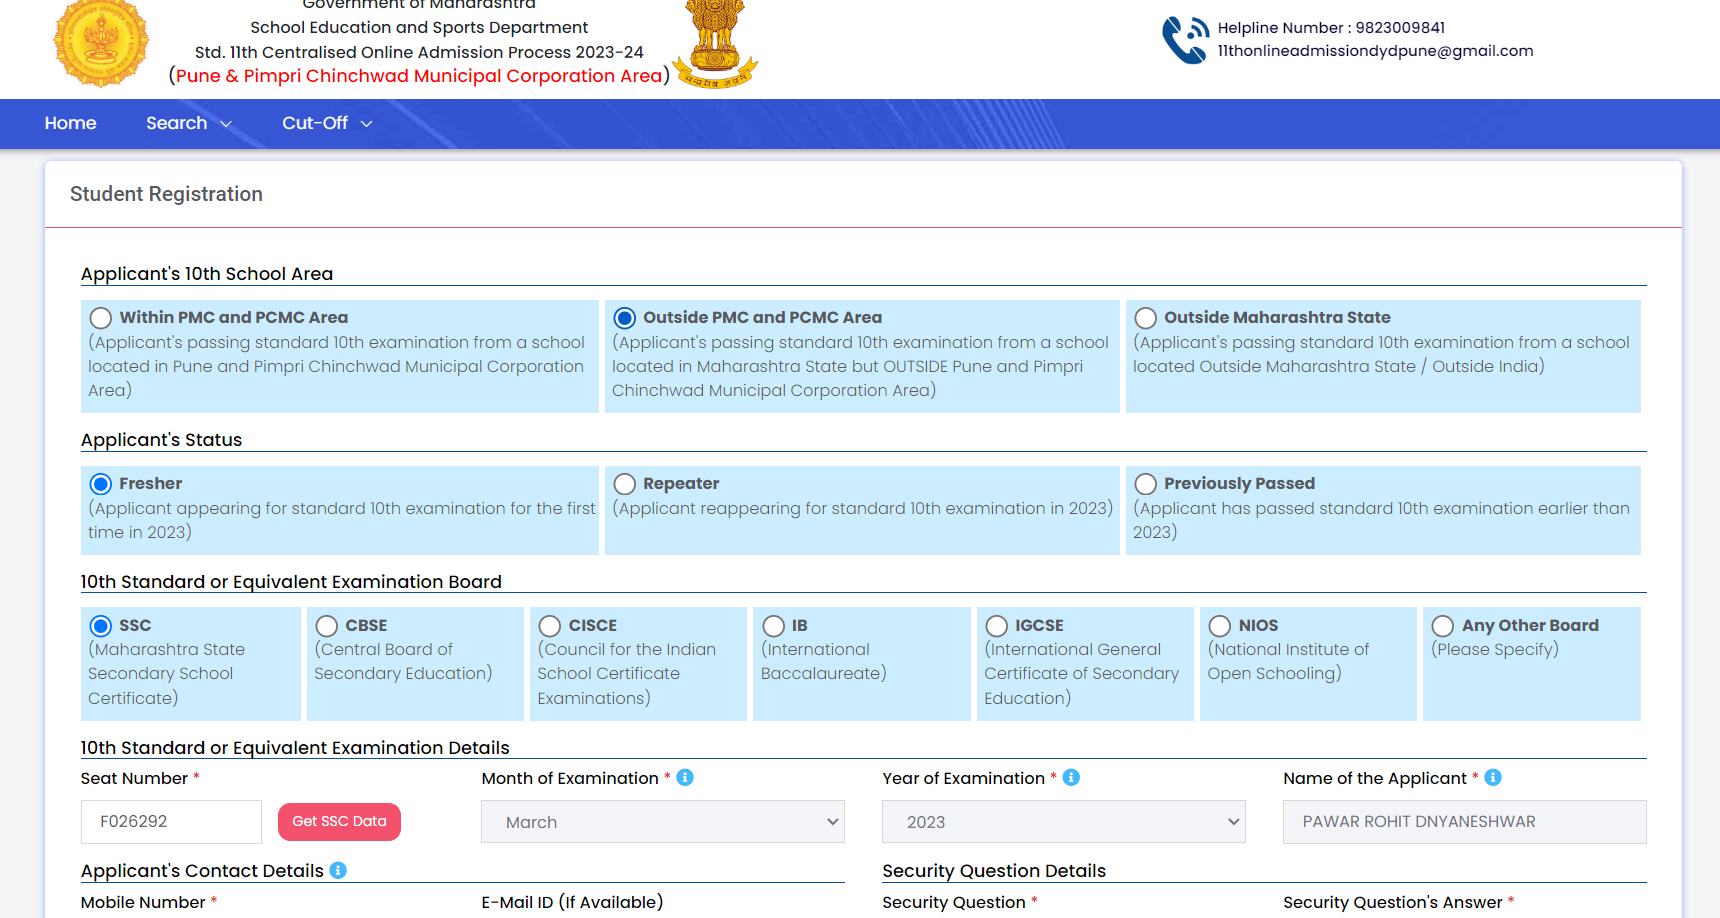 Government of Maharashtra
School Education and Sports Department
Std. 11th Centralised Online Admission Process 2023-24
(Pune & Pimpri Chinchwad Municipal Corporation Area)
Helpline Number : 9823009841
11thonlineadmissiondydpune@gmail.com
Home Search Cut-Off
Student Registration
Applicant's 10th School Area
Within PMC and PCMC Area
(Applicant's passing standard 10th examination from a school
located in Pune and Pimpri Chinchwad Municipal Corporation
Area)
Outside PMC and PCMC Area
(Applicant's passing standard 10th examination from a school
located in Maharashtra State but OUTSIDE Pune and Pimpri
Chinchwad Municipal Corporation Area)
Outside Maharashtra State
(Applicant's passing standard 10th examination from a school
located Outside Maharashtra State / Outside India)
Applicant's Status
Fresher
(Applicant appearing for standard 10th examination for the first
time in 2023)
Repeater
(Applicant reappearing for standard 10th examination in 2023)
Previously Passed
(Applicant has passed standard 10th examination earlier than
2023)
10th Standard or Equivalent Examination Board
SSC
(Maharashtra State
Secondary School
Certificate)
CBSE
(Central Board of
Secondary Education)
CISCE
(Council for the Indian
School Certificate
Examinations)
IB
(International
Baccalaureate)
IGCSE
(International General
Certificate of Secondary
Education)
NIOS
(National Institute of
Open Schooling)
Any Other Board
(Please Specify)
10th Standard or Equivalent Examination Details
Seat Number *
F026292
Get SSC Data
Month of Examination *
March
Year of Examination *
2023
Name of the Applicant *
PAWAR ROHIT DNYANESHWAR
Applicant's Contact Details
Mobile Number *
E-Mail ID (If Available)
Security Question Details
Security Question *
Security Question's Answer *